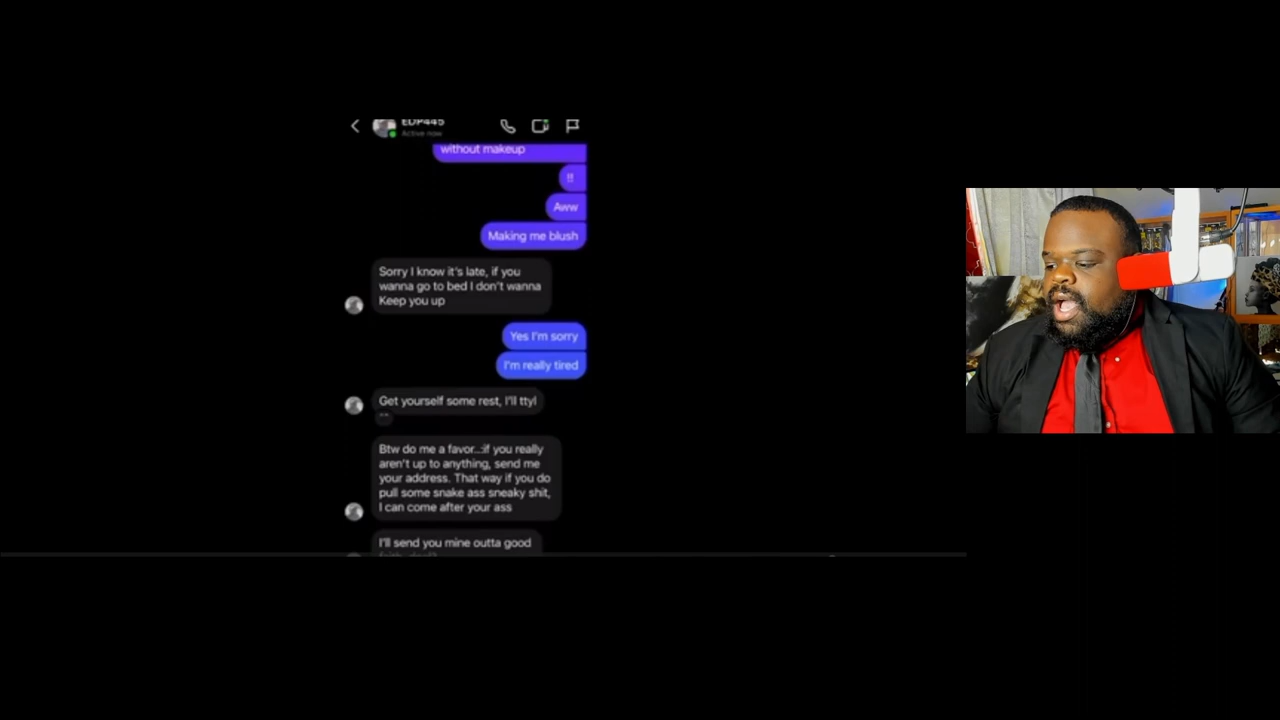 EDP445
Active now
without makeup
!!
Aww
Making me blush
Sorry I know it's late, if you
wanna go to bed I don't wanna
Keep you up
Yes I'm sorry
I'm really tired
Get yourself some rest, I'll ttyl
Btw do me a favor...if you really
aren't up to anything, send me
your address. That way if you do
pull some snake ass sneaky shit,
I can come after your ass
I'll send you mine outta good